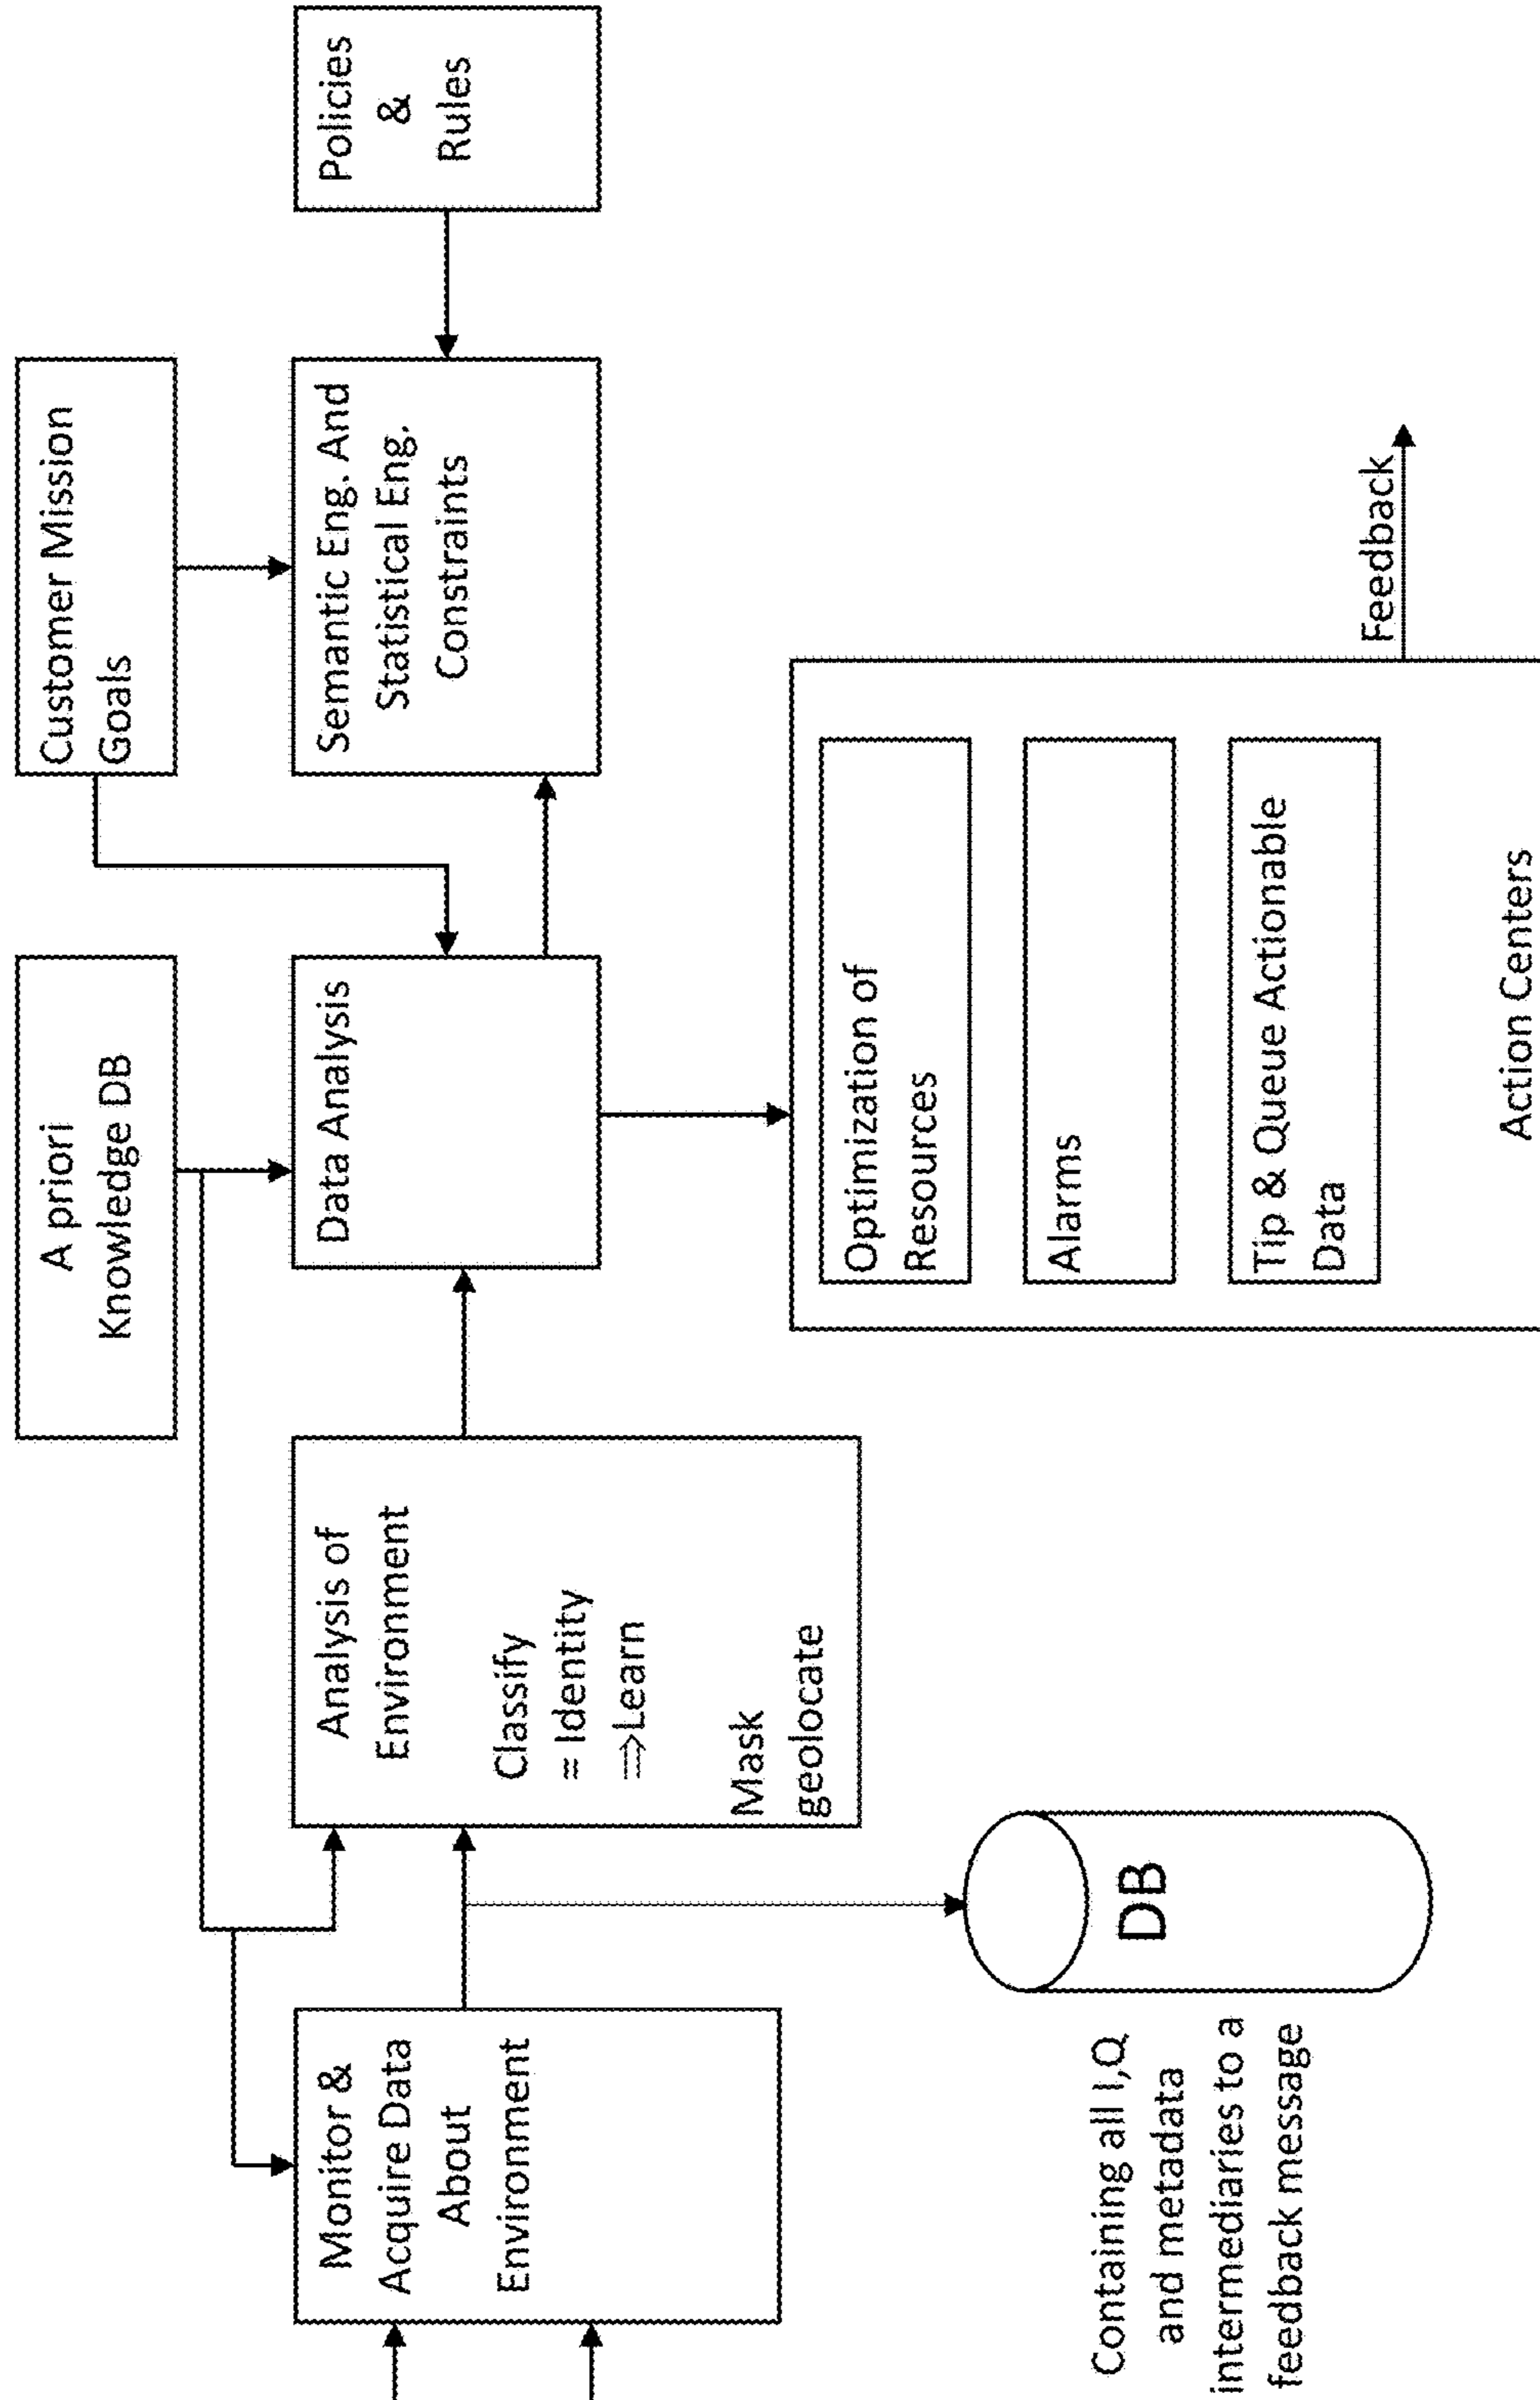 A priori
Knowledge DB
Customer Mission
Goals
Monitor &
Acquire Data
About
Environment
Analysis of
Environment
Classify
= Identity
⇒Learn
Mask
geolocate
Data Analysis
Semantic Eng. And
Statistical Eng.
Constraints
Policies
&
Rules
Containing all I,Q
and metadata
intermediaries to a
feedback message
DB
Optimization of
Resources
Alarms
Tip & Queue Actionable
Data
Action Centers
Feedback